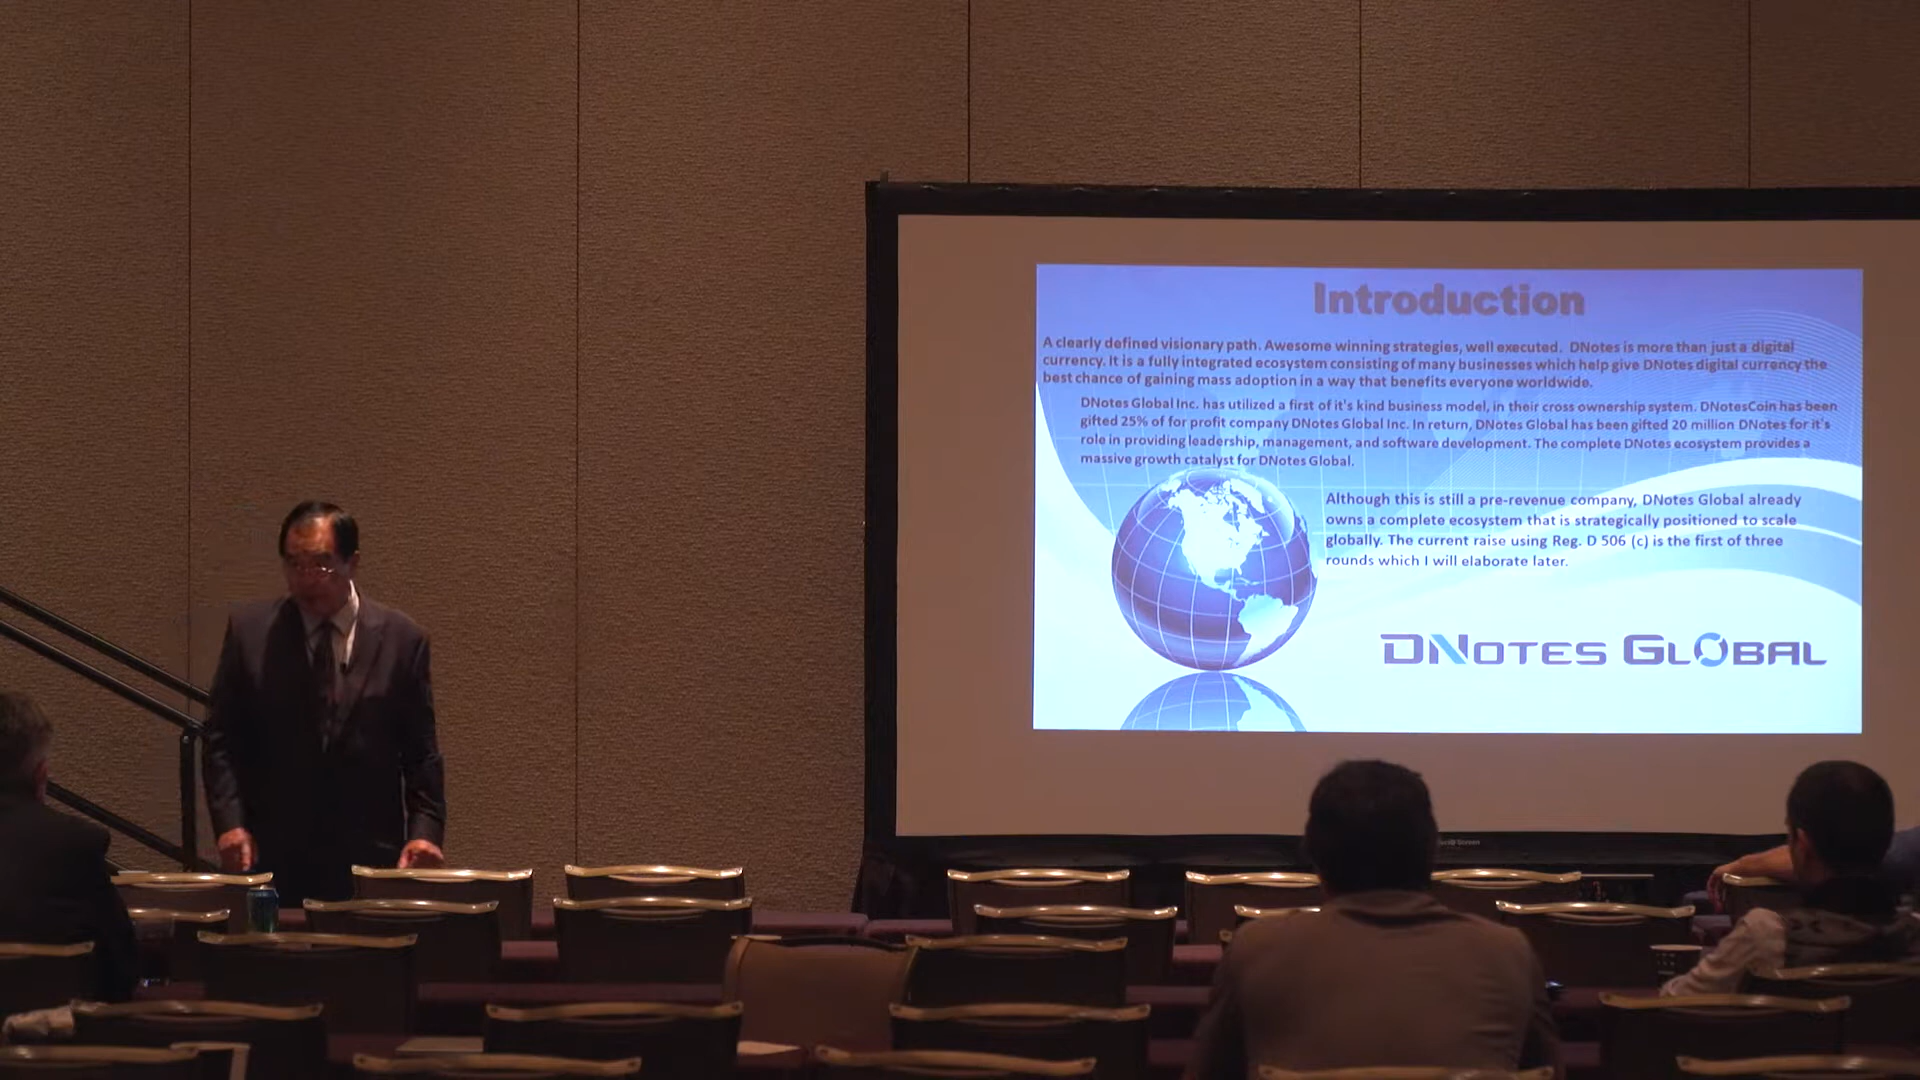 Introduction
A clearly defined visionary path. Awesome winning strategies, well executed. DNotes is more than just a digital
currency. It is a fully integrated ecosystem consisting of many businesses which help give DNotes digital currency the
best chance of gaining mass adoption in a way that benefits everyone worldwide.
DNotes Global Inc. has utilized a first of it's kind business model, in their cross ownership system. DNotesCoin has been
gifted 25% of for profit company DNotes Global Inc. In return, DNotes Global has been gifted 20 million DNotes for it's
role in providing leadership, management, and software development. The complete DNotes ecosystem provides a
massive growth catalyst for DNotes Global.
Although this is still a pre-revenue company, DNotes Global already
owns a complete ecosystem that is strategically positioned to scale
globally. The current raise using Reg. D 506 (c) is the first of three
rounds which I will elaborate later.
DNOTES GLOBAL